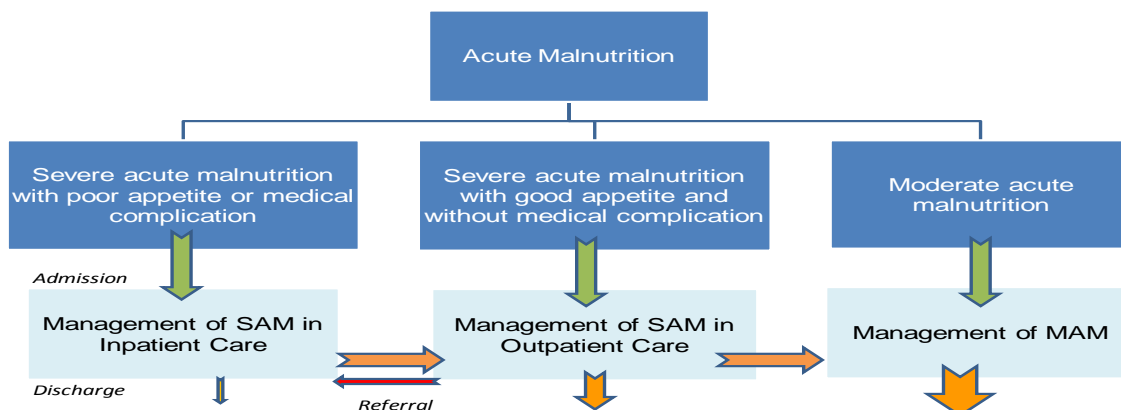 Acute Malnutrition
Severe acute malnutrition
with poor appetite or medical
complication
Severe acute malnutrition
with good appetite and
without medical complication
Moderate acute
malnutrition
Admission
Management of SAM in
Inpatient Care
Management of SAM in
Outpatient Care
Management of MAM
Discharge
Referral